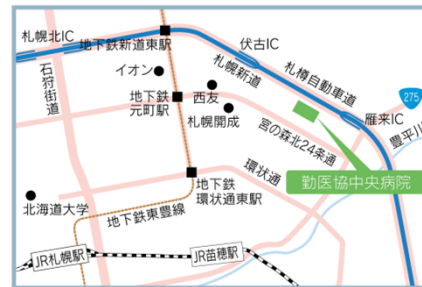 札幌北IC
地下鉄新道東駅
伏古IC
札幌新道
札樽自動車道
275
石狩街道
イオン
地下鉄
元町駅
西友
札幌開成
雁来IC
宮の森北24条通
豊平川
勤医協中央病院
環状通
地下鉄
環状通東駅
北海道大学
地下鉄東豊線
JR札幌駅
JR苗穂駅